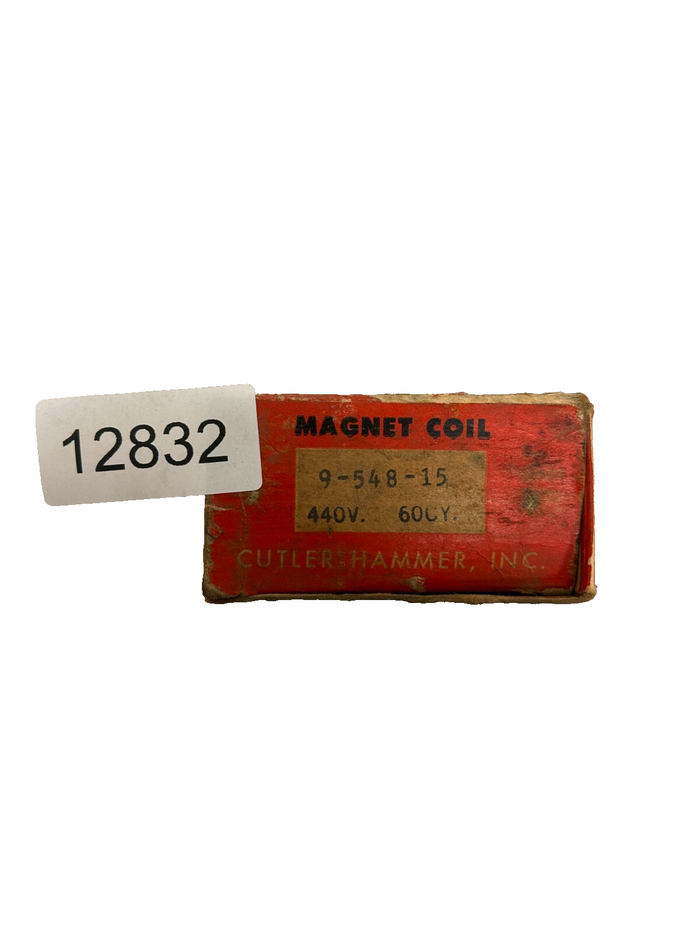 12832
MAGNET COIL
9-548-15
440V. 60CY.
CUTLER-HAMMER, INC.